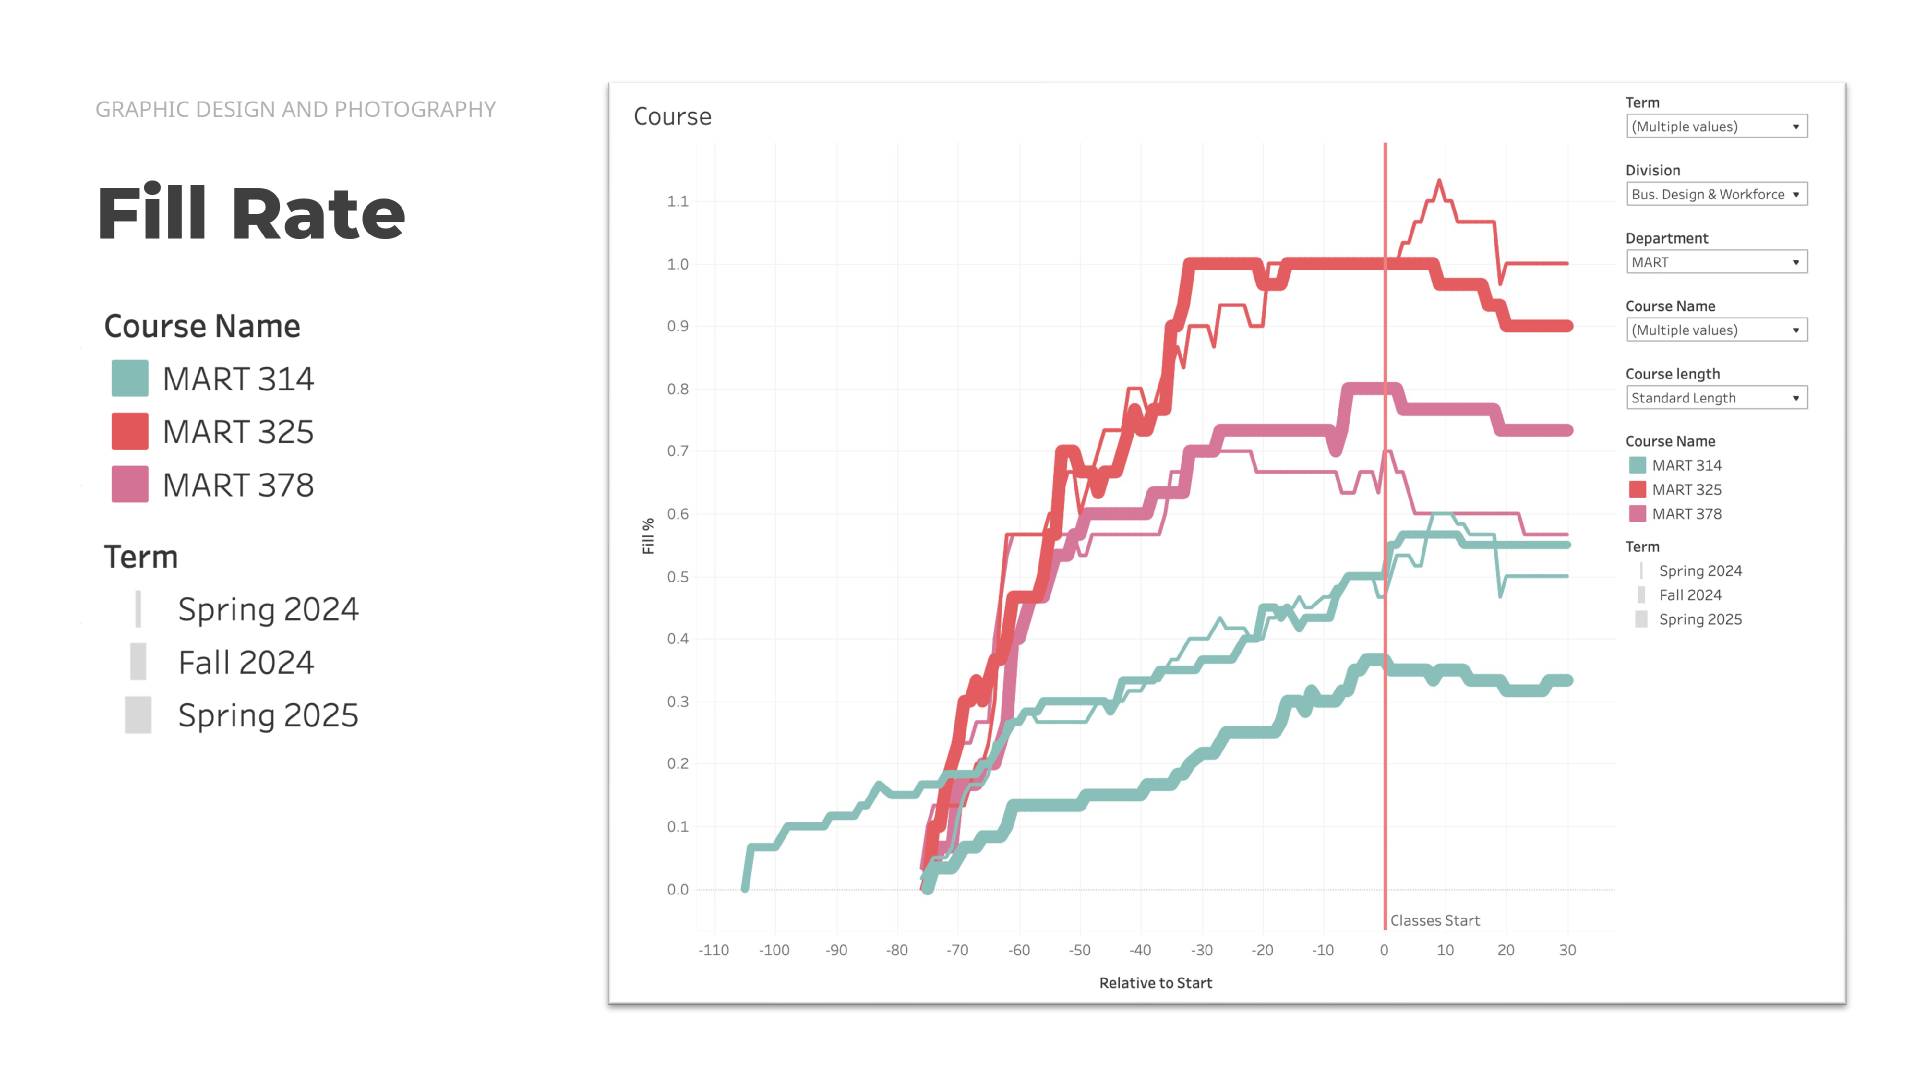 GRAPHIC DESIGN AND PHOTOGRAPHY
Fill Rate
Course Name
MART 314
MART 325
MART 378
Term
Spring 2024
Fall 2024
Spring 2025
Course
Fill %
1.1
1.0
0.9
0.8
0.7
0.6
0.5
0.4
0.3
0.2
0.1
0.0
Classes Start
-110 -100 -90 -80 -70 -60 -50 -40 -30 -20 -10 0 10 20 30
Relative to Start
Term
(Multiple values)
Division
Bus. Design & Workforce
Department
MART
Course Name
(Multiple values)
Course length
Standard Length
Course Name
MART 314
MART 325
MART 378
Term
Spring 2024
Fall 2024
Spring 2025